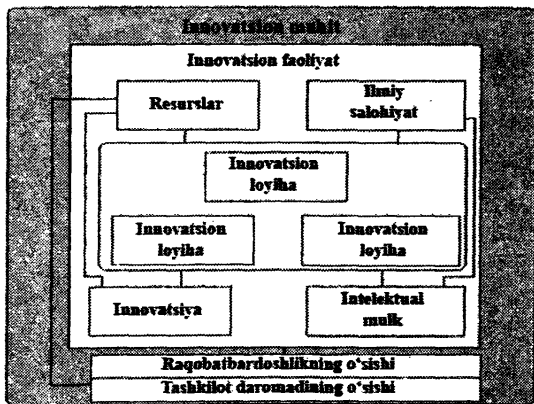 Innovatsion muhit
Innovatsion faoliyat
Resurslar
Ilmiy
salohiyat
Innovatsion
loyiha
Innovatsion
loyiha
Innovatsion
loyiha
Innovatsiya
Intelektual
mulk
Raqobatbardoshlikning o‘sishi
Tashkilot daromadining o‘sishi